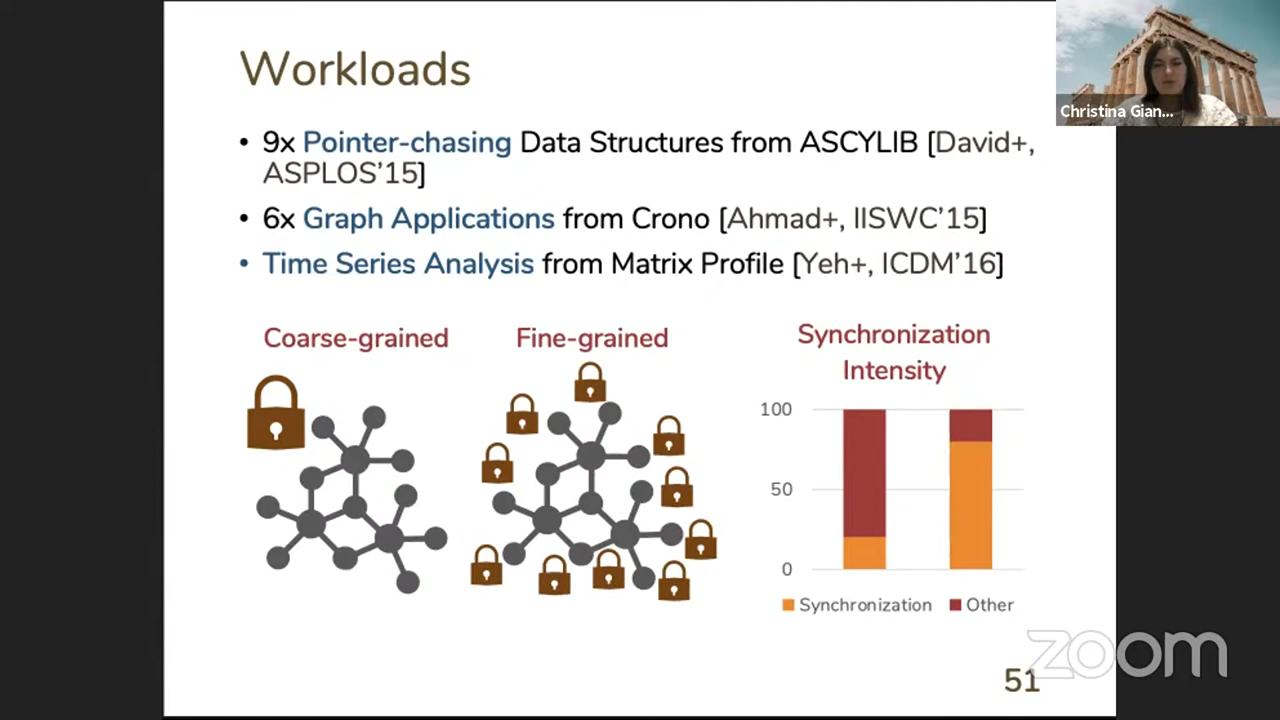 Workloads
Christina Gian...
• 9x Pointer-chasing Data Structures from ASCYLIB [David+,
ASPLOS’15]
• 6x Graph Applications from Crono [Ahmad+, IISWC’15]
• Time Series Analysis from Matrix Profile [Yeh+, ICDM’16]
Coarse-grained
Fine-grained
Synchronization
Intensity
100
50
0
Synchronization
Other
zoom
51